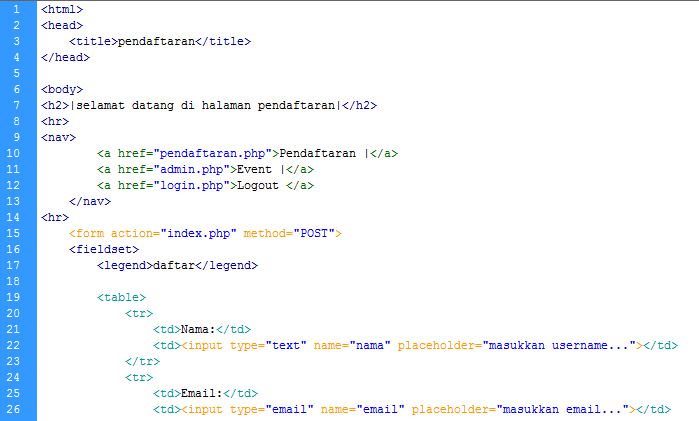 1 <html>
2 <head>
3 <title>pendaftaran</title>
4 </head>
5
6 <body>
7 <h2>|selamat datang di halaman pendaftaran|</h2>
8 <hr>
9 <nav>
10 <a href="pendaftaran.php">Pendaftaran |</a>
11 <a href="admin.php">Event |</a>
12 <a href="login.php">Logout </a>
13 </nav>
14 <hr>
15 <form action="index.php" method="POST">
16 <fieldset>
17 <legend>daftar</legend>
18
19 <table>
20 <tr>
21 <td>Nama:</td>
22 <td><input type="text" name="nama" placeholder="masukkan username..."></td>
23 </tr>
24 <tr>
25 <td>Email:</td>
26 <td><input type="email" name="email" placeholder="masukkan email..."></td>